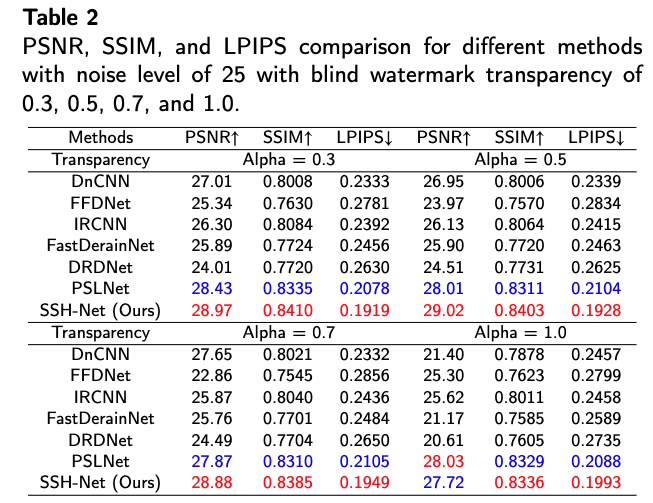 Table 2
PSNR, SSIM, and LPIPS comparison for different methods
with noise level of 25 with blind watermark transparency of
0.3, 0.5, 0.7, and 1.0.
Methods PSNR↑ SSIM↑ LPIPS↓ PSNR↑ SSIM↑ LPIPS↓
Transparency Alpha = 0.3 Alpha = 0.5
DnCNN 27.01 0.8008 0.2333 26.95 0.8006 0.2339
FFDNet 25.34 0.7630 0.2781 23.97 0.7570 0.2834
IRCNN 26.30 0.8084 0.2392 26.13 0.8064 0.2415
FastDerainNet 25.89 0.7724 0.2456 25.90 0.7720 0.2463
DRDNet 24.01 0.7720 0.2630 24.51 0.7731 0.2625
PSLNet 28.43 0.8335 0.2078 28.01 0.8311 0.2104
SSH-Net (Ours) 28.97 0.8410 0.1919 29.02 0.8403 0.1928
Transparency Alpha = 0.7 Alpha = 1.0
DnCNN 27.65 0.8021 0.2332 21.40 0.7878 0.2457
FFDNet 22.86 0.7545 0.2856 25.30 0.7623 0.2799
IRCNN 25.87 0.8040 0.2436 25.62 0.8011 0.2458
FastDerainNet 25.76 0.7701 0.2484 21.17 0.7585 0.2589
DRDNet 24.49 0.7704 0.2650 20.61 0.7605 0.2735
PSLNet 27.87 0.8310 0.2105 28.03 0.8329 0.2088
SSH-Net (Ours) 28.88 0.8385 0.1949 27.72 0.8336 0.1993